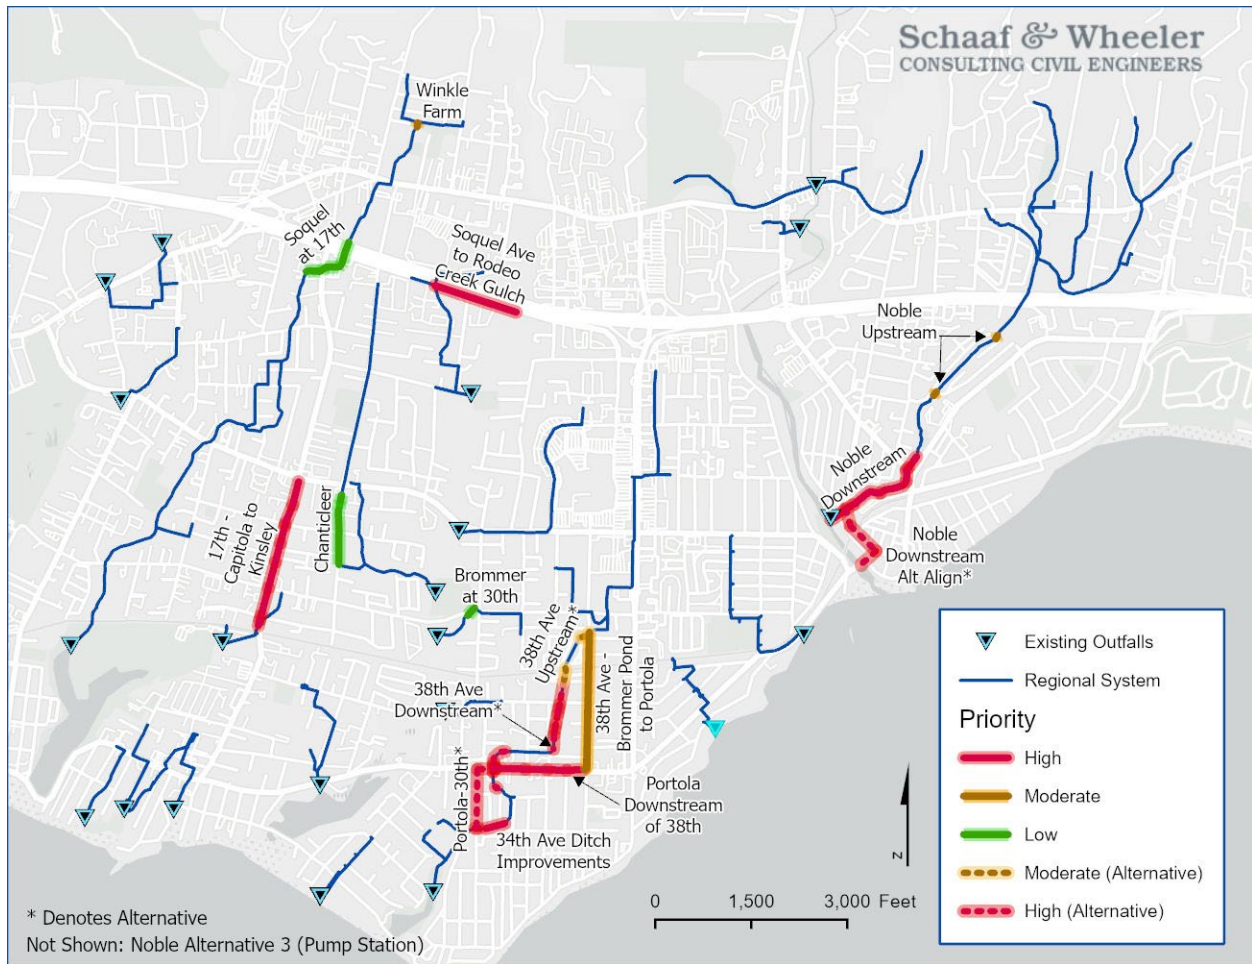 Schaaf & Wheeler
CONSULTING CIVIL ENGINEERS
Winkle
Farm
Soquel
at 17th
Soquel Ave
to Rodeo
Creek Gulch
Noble
Upstream
Noble
Downstream
Noble
Downstream
Alt Align*
17th -
Capitola to
Kinsley
Chanticleer
Brommer
at 30th
38th Ave
Upstream*
38th Ave -
Brommer Pond
to Portola
38th Ave
Downstream*
Portola-30th*
Portola
Downstream
of 38th
34th Ave Ditch
Improvements
Existing Outfalls
Regional System
Priority
High
Moderate
Low
Moderate (Alternative)
High (Alternative)
N
0 1,500 3,000 Feet
* Denotes Alternative
Not Shown: Noble Alternative 3 (Pump Station)